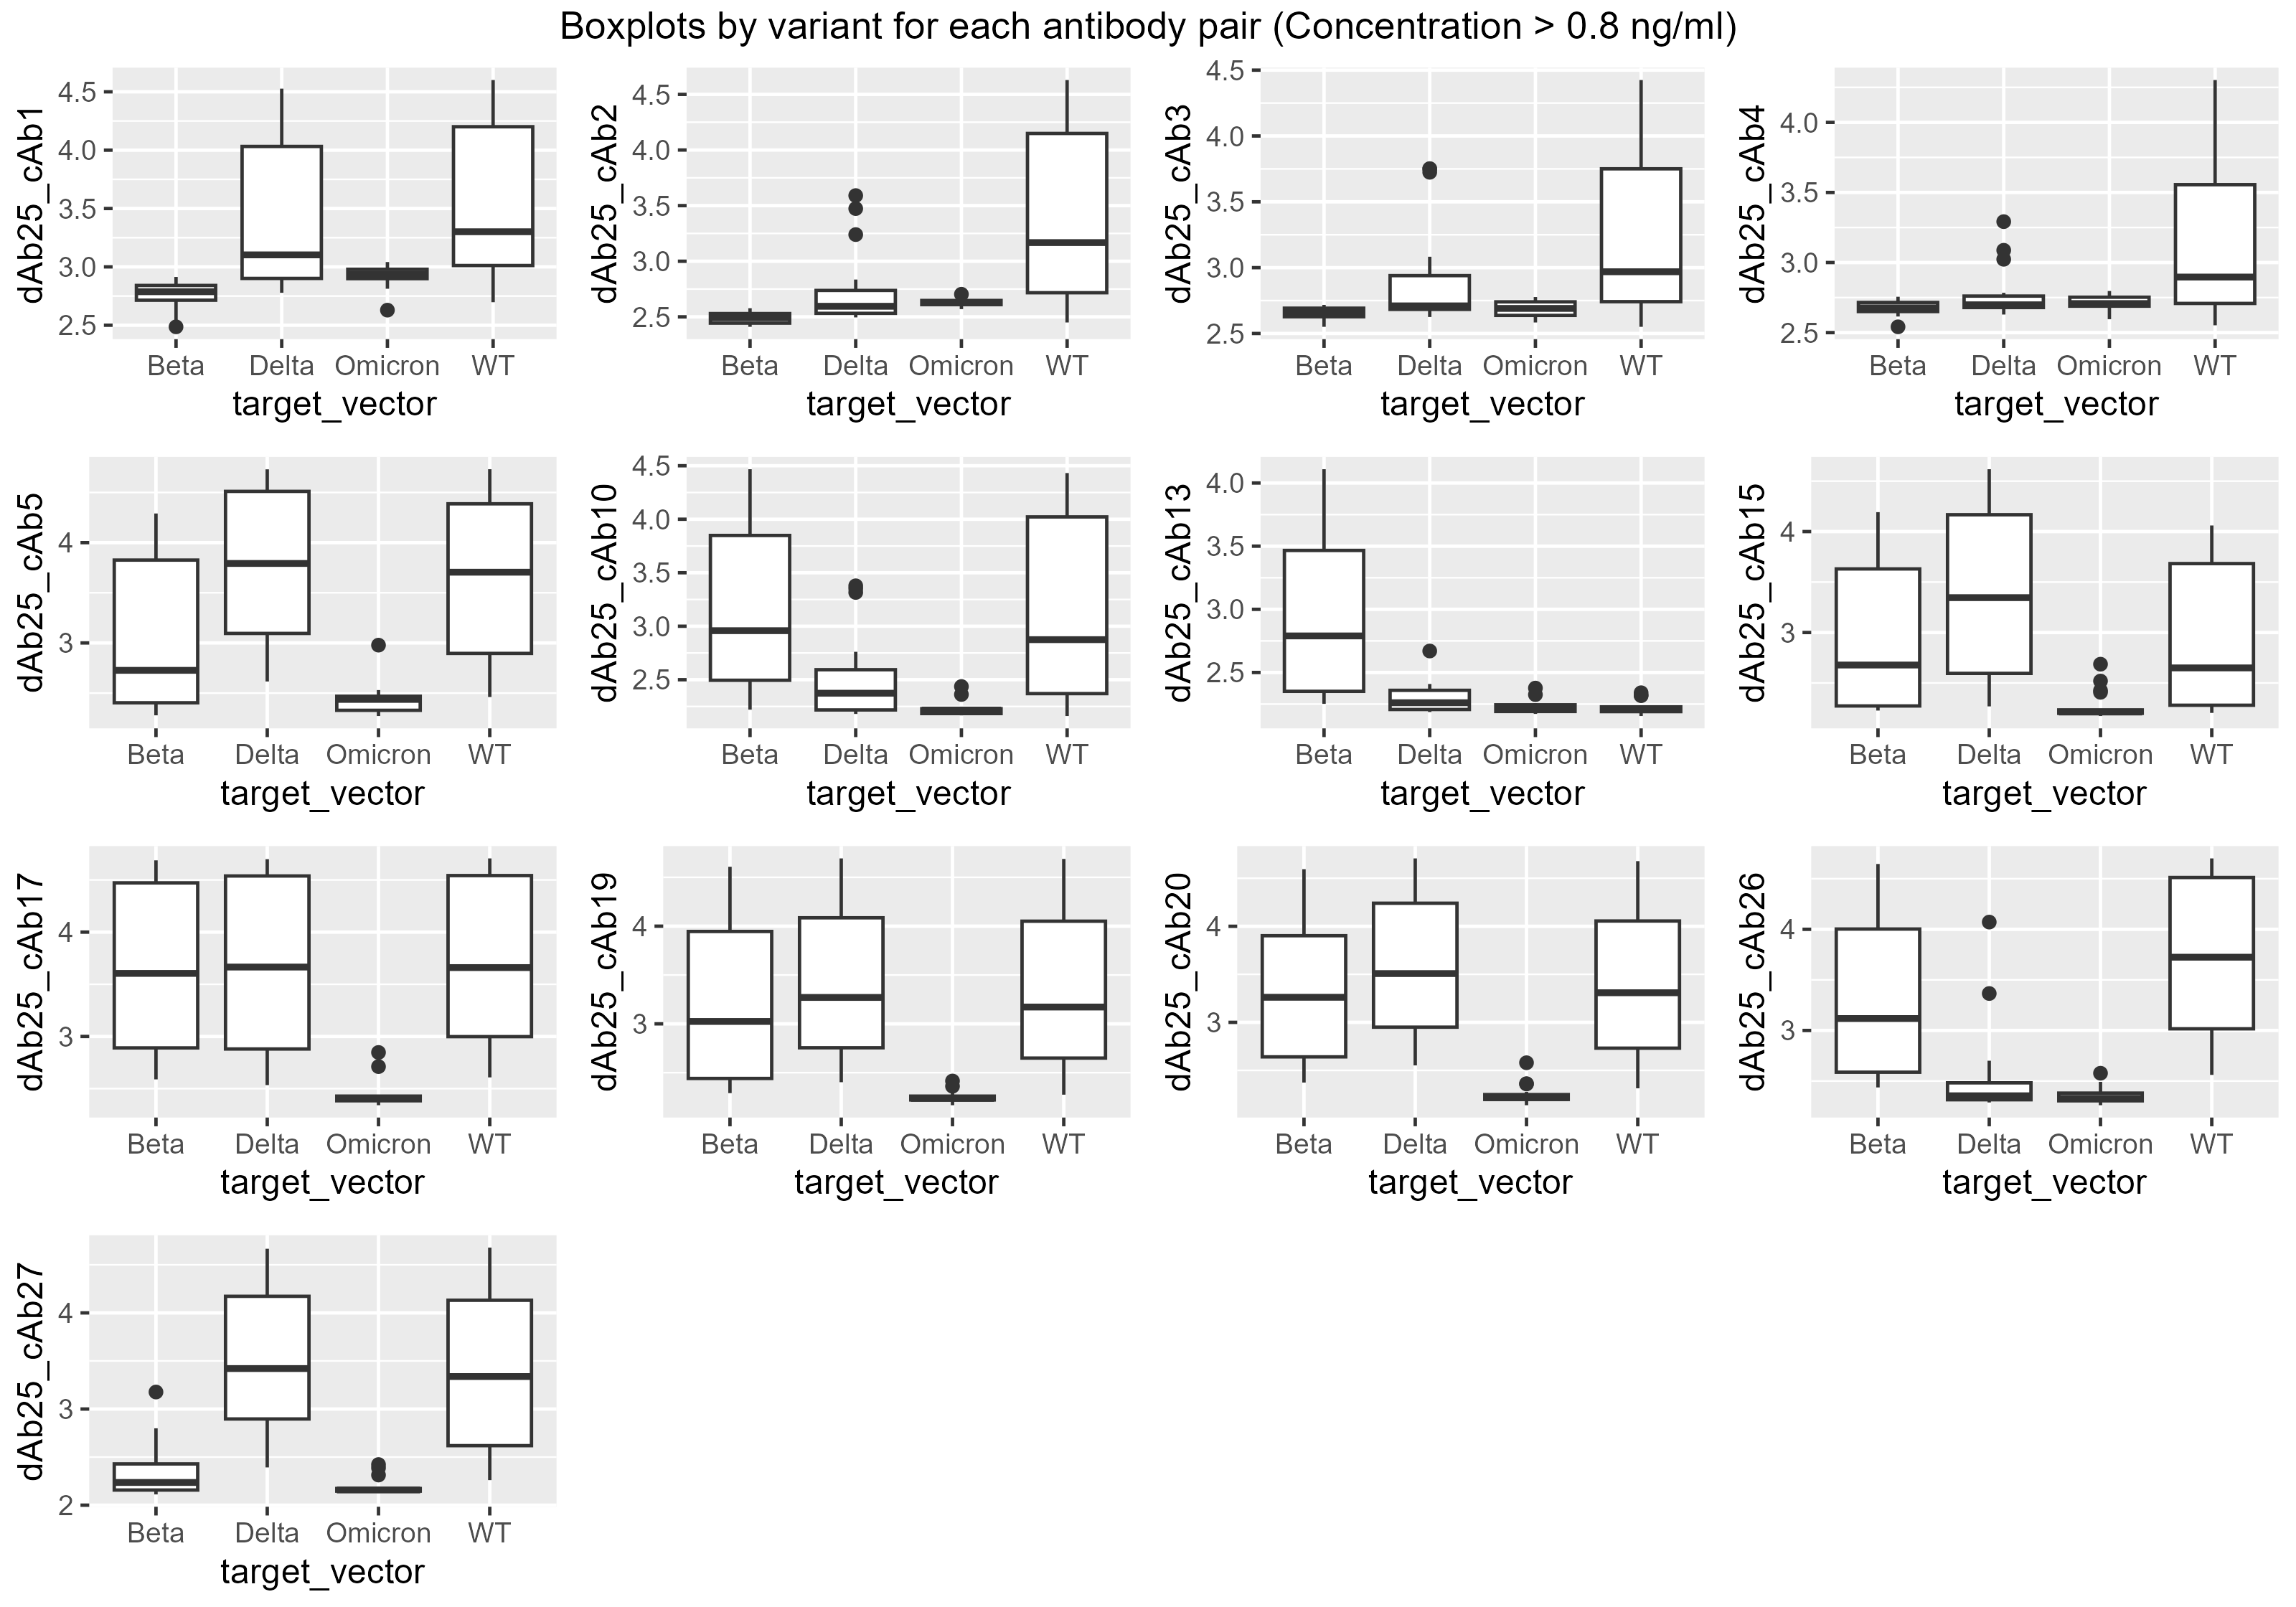 Boxplots by variant for each antibody pair (Concentration > 0.8 ng/ml)
dAb25_cAb1
4.5
4.0
3.5
3.0
2.5
Beta Delta Omicron WT
target_vector
dAb25_cAb2
4.5
4.0
3.5
3.0
2.5
Beta Delta Omicron WT
target_vector
dAb25_cAb3
4.5
4.0
3.5
3.0
2.5
Beta Delta Omicron WT
target_vector
dAb25_cAb4
4.0
3.5
3.0
2.5
Beta Delta Omicron WT
target_vector
dAb25_cAb5
4
3
Beta Delta Omicron WT
target_vector
dAb25_cAb10
4.5
4.0
3.5
3.0
2.5
Beta Delta Omicron WT
target_vector
dAb25_cAb13
4.0
3.5
3.0
2.5
Beta Delta Omicron WT
target_vector
dAb25_cAb15
4
3
Beta Delta Omicron WT
target_vector
dAb25_cAb17
4
3
Beta Delta Omicron WT
target_vector
dAb25_cAb19
4
3
Beta Delta Omicron WT
target_vector
dAb25_cAb20
4
3
Beta Delta Omicron WT
target_vector
dAb25_cAb26
4
3
Beta Delta Omicron WT
target_vector
dAb25_cAb27
4
3
2
Beta Delta Omicron WT
target_vector